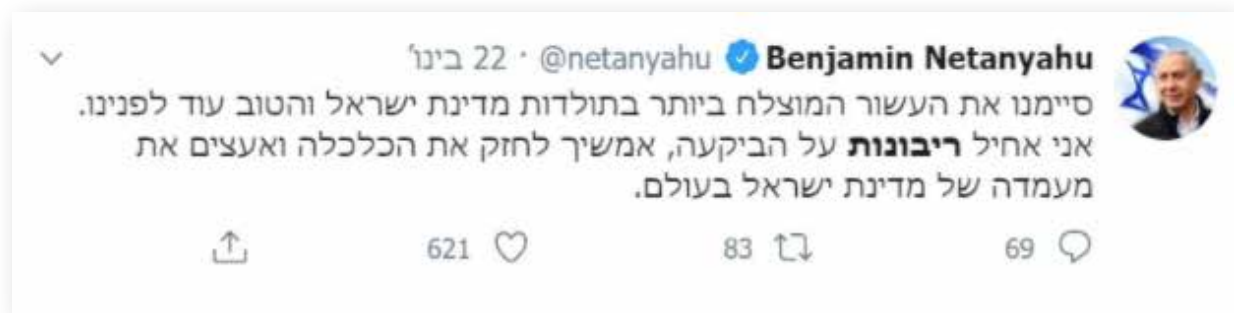 Benjamin Netanyahu @netanyahu · 22 בינו'
סיימנו את העשור המוצלח ביותר בתולדות מדינת ישראל והטוב עוד לפנינו.
אני אחיל ריבונות על הביקעה, אמשיך לחזק את הכלכלה ואעצים את
מעמדה של מדינת ישראל בעולם.
69 83 621